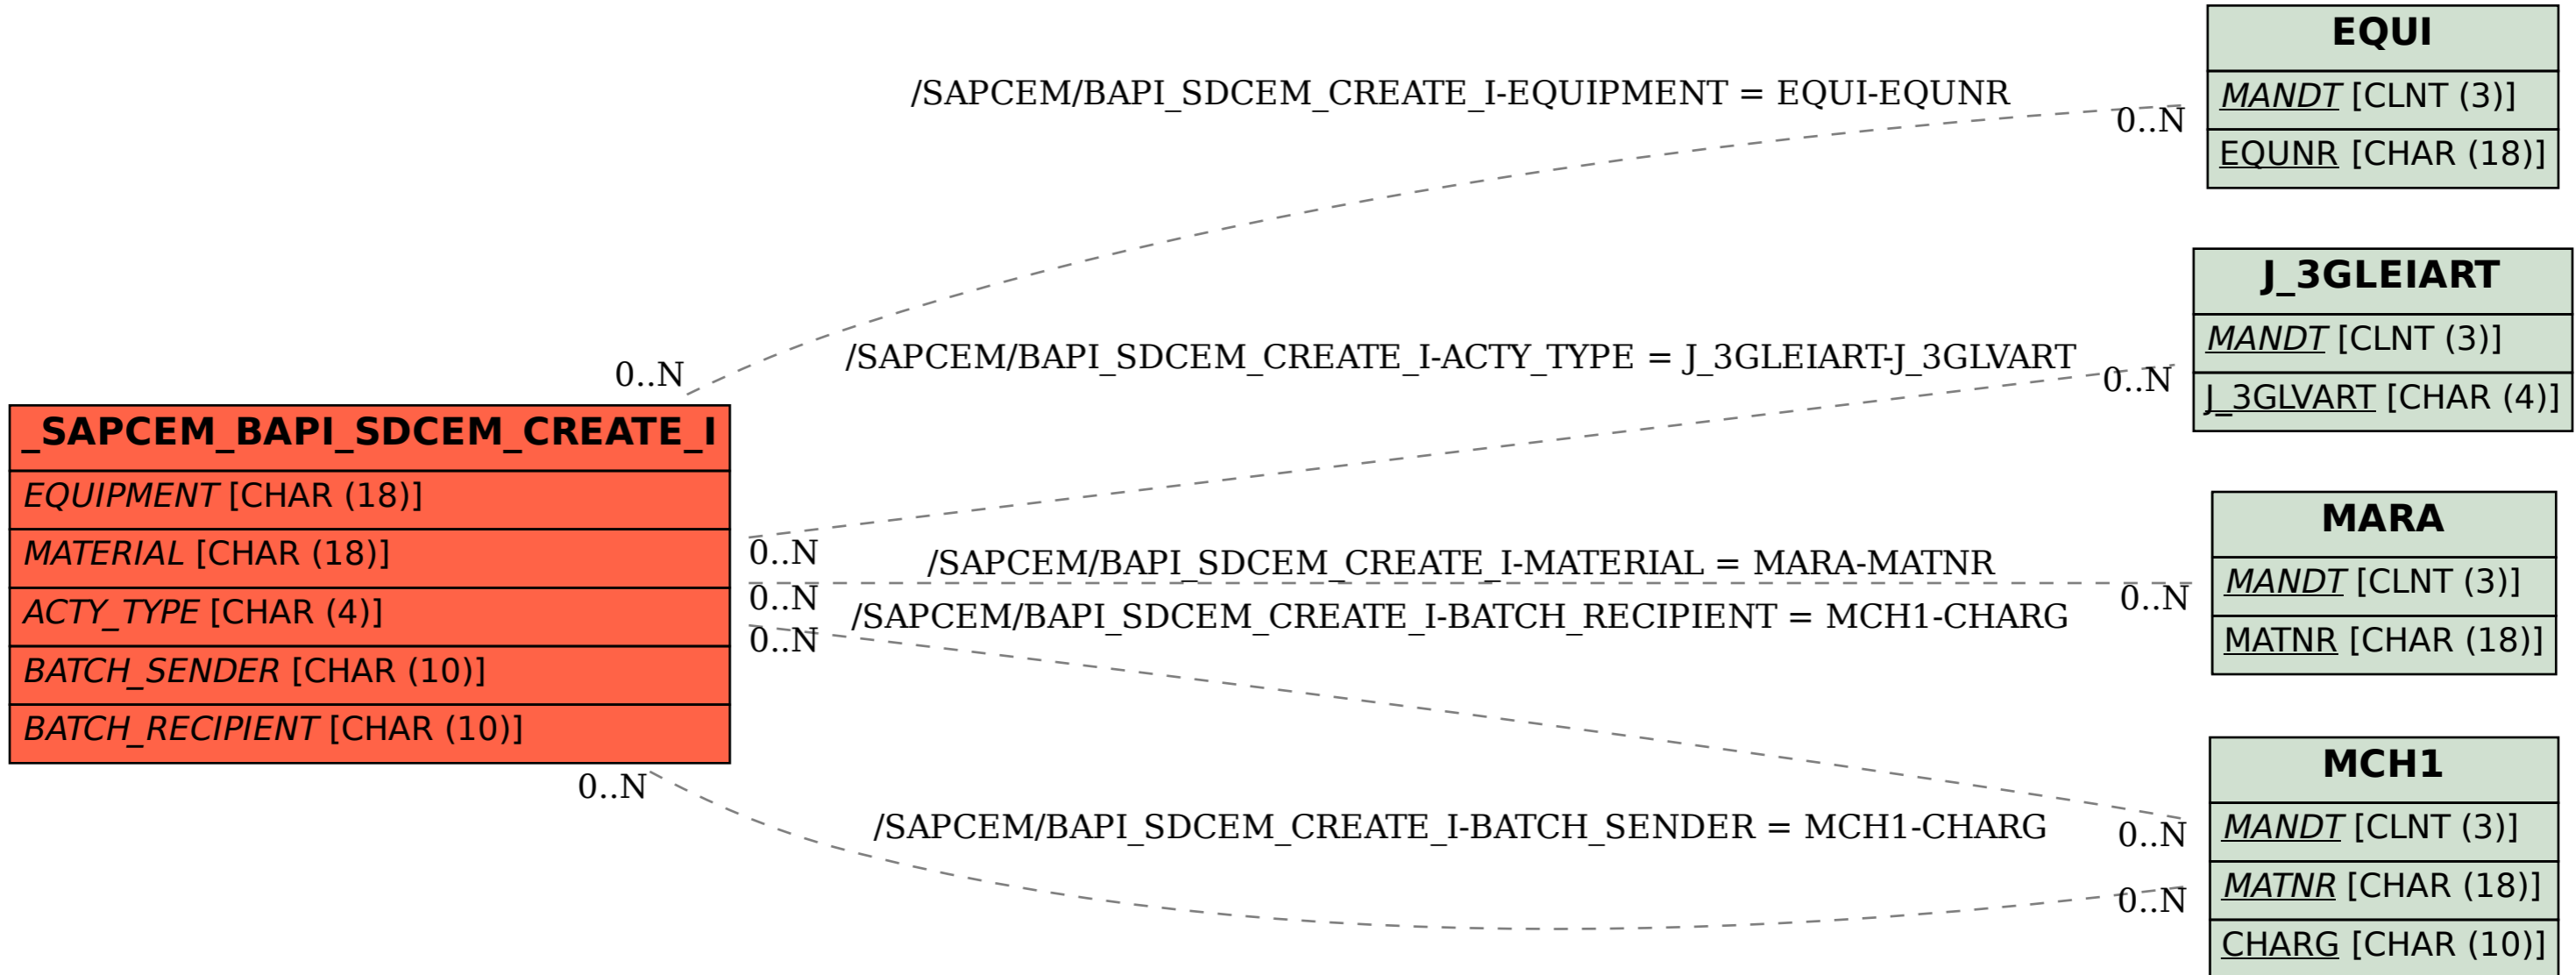 _SAPCEM_BAPI_SDCEM_CREATE_I
EQUIPMENT [CHAR (18)]
MATERIAL [CHAR (18)]
ACTY_TYPE [CHAR (4)]
BATCH_SENDER [CHAR (10)]
BATCH_RECIPIENT [CHAR (10)]
/SAPCEM/BAPI_SDCEM_CREATE_I-EQUIPMENT = EQUI-EQUNR
0..N
0..N
/SAPCEM/BAPI_SDCEM_CREATE_I-ACTY_TYPE = J_3GLEIART-J_3GLVART
0..N
0..N
/SAPCEM/BAPI_SDCEM_CREATE_I-MATERIAL = MARA-MATNR
0..N
0..N
/SAPCEM/BAPI_SDCEM_CREATE_I-BATCH_RECIPIENT = MCH1-CHARG
0..N
0..N
/SAPCEM/BAPI_SDCEM_CREATE_I-BATCH_SENDER = MCH1-CHARG
0..N
0..N
EQUI
MANDT [CLNT (3)]
EQUNR [CHAR (18)]
J_3GLEIART
MANDT [CLNT (3)]
J_3GLVART [CHAR (4)]
MARA
MANDT [CLNT (3)]
MATNR [CHAR (18)]
MCH1
MANDT [CLNT (3)]
MATNR [CHAR (18)]
CHARG [CHAR (10)]